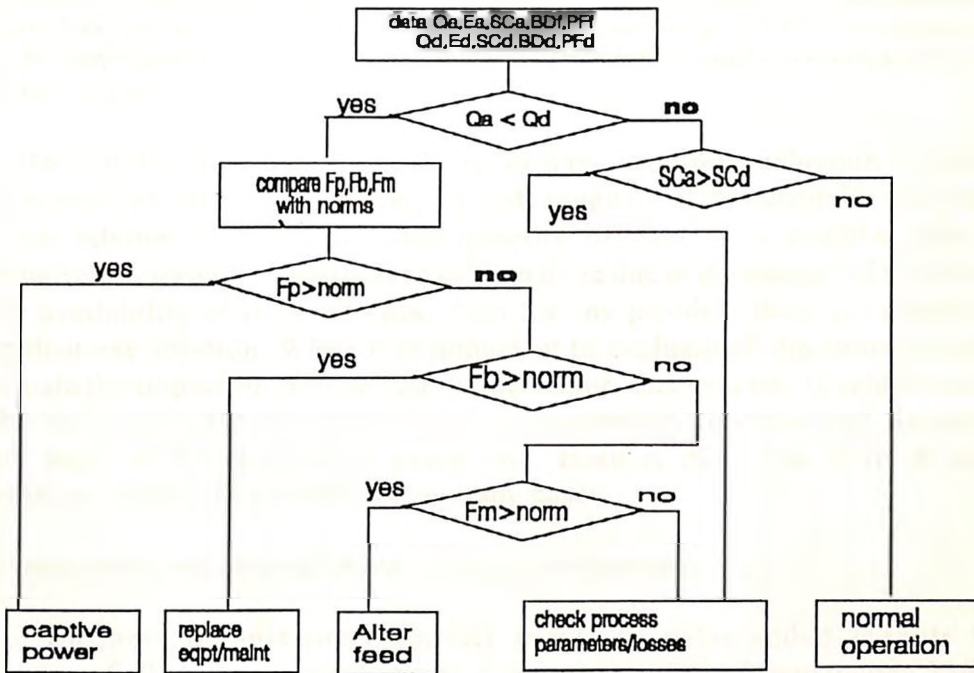 data Qa,Ea,SCa,BDf,PFf
Qd,Ed,SCd,BDd,PFd
yes
no
Qa < Qd
compare Fp,Fb,Fm
with norms
SCa>SCd
yes
no
yes
no
Fp>norm
yes
Fb>norm
no
yes
Fm>norm
no
captive
power
replace
eqpt/maint
Alter
feed
check process
parameters/losses
normal
operation